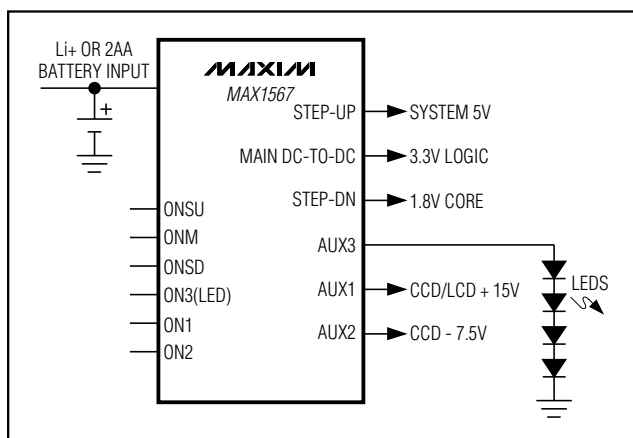 Li+ OR 2AA
BATTERY INPUT
+
MAXIM
MAX1567
STEP-UP
SYSTEM 5V
MAIN DC-TO-DC
3.3V LOGIC
STEP-DN
1.8V CORE
ONSU
ONM
ONSD
ON3(LED)
ON1
ON2
AUX3
LEDS
AUX1
CCD/LCD + 15V
AUX2
CCD - 7.5V